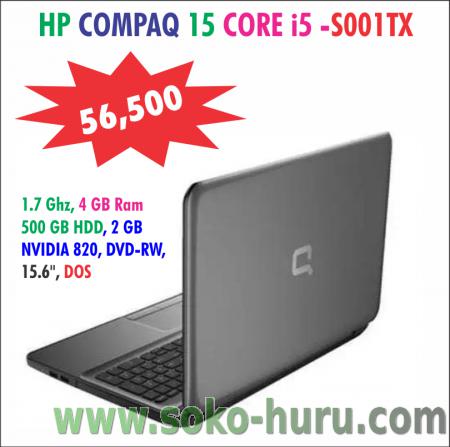 HP COMPAQ 15 CORE i5 -S001TX
56,500
1.7 Ghz, 4 GB Ram
500 GB HDD, 2 GB
NVIDIA 820, DVD-RW,
15.6", DOS
www.soko-huru.com